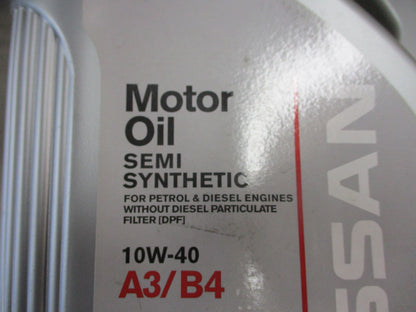 Motor
Oil
SEMI
SYNTHETIC
FOR PETROL & DIESEL ENGINES
WITHOUT DIESEL PARTICULATE
FILTER [DPF]
10W-40
A3/B4
SSAN